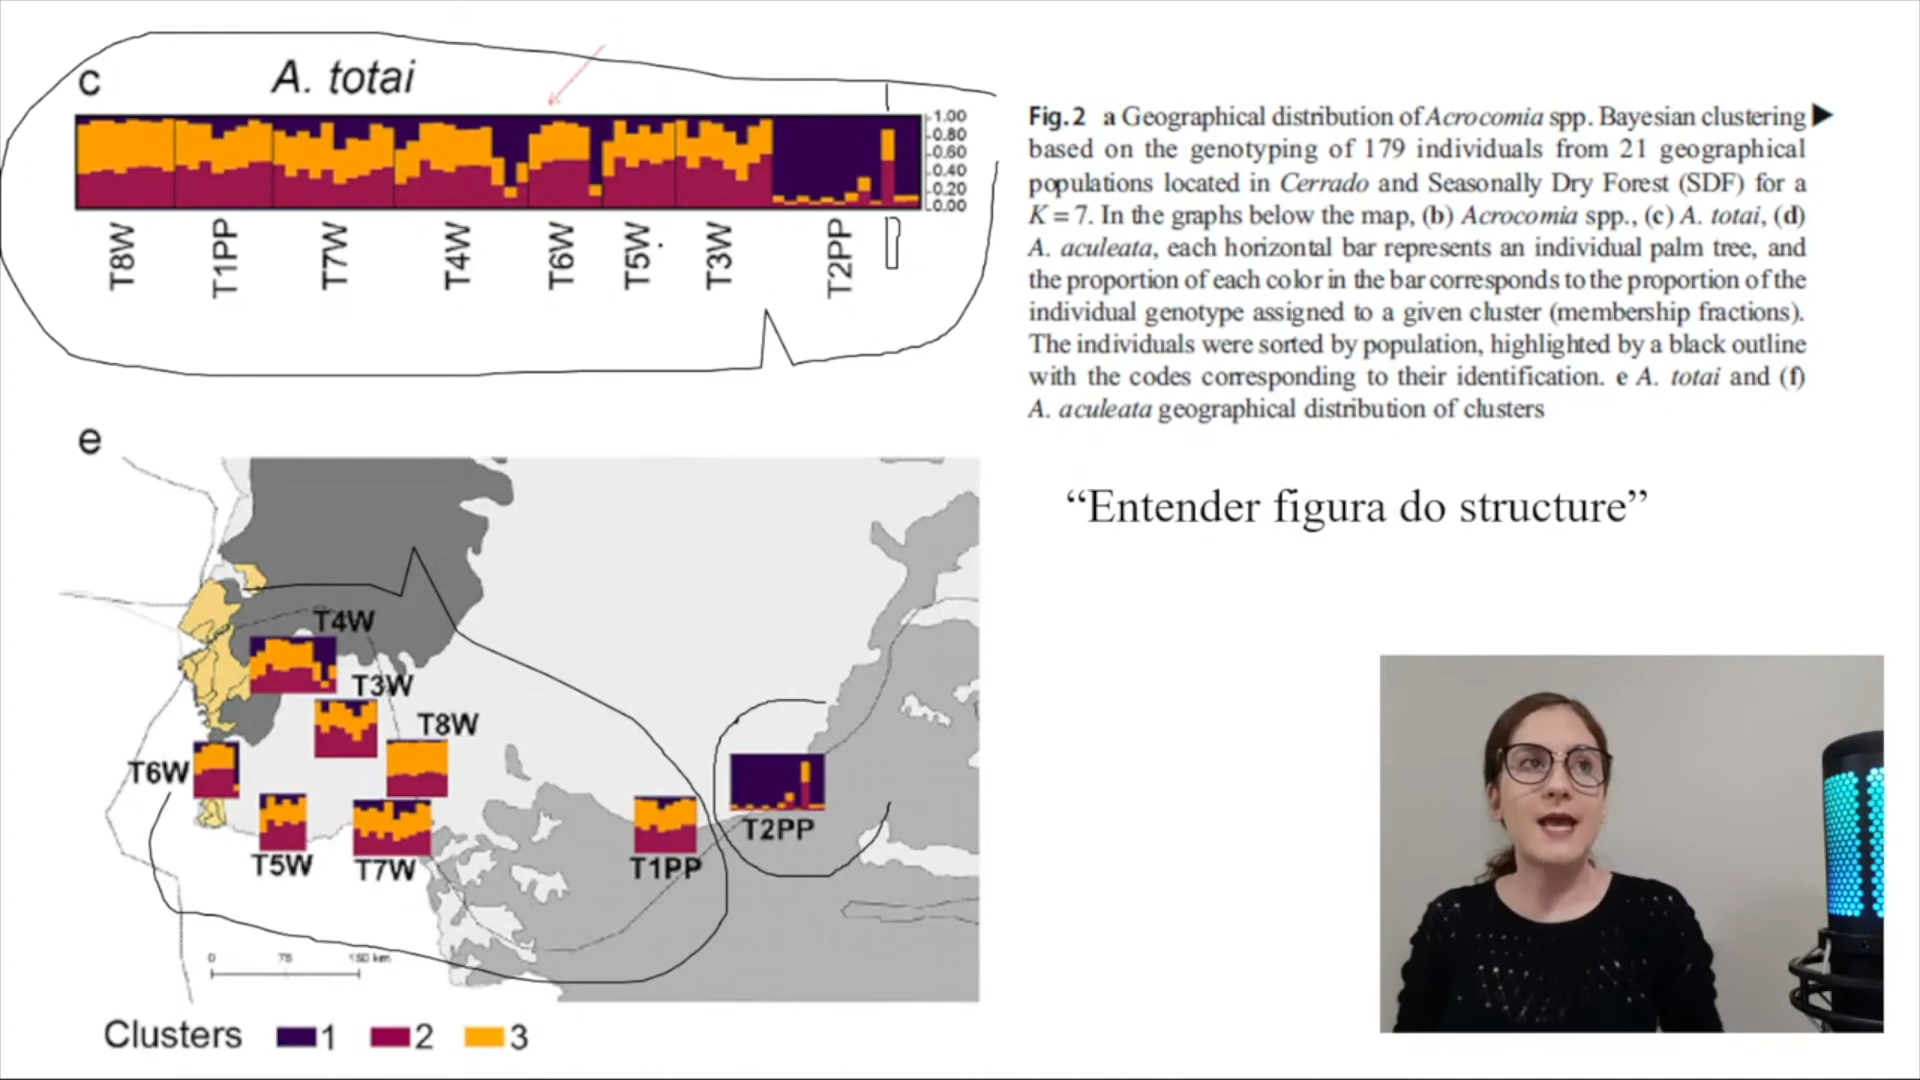 c
A. totai
1.00
0.80
0.60
0.40
0.20
0.00
T8W
T1PP
T7W
T4W
T6W
T5W
T3W
T2PP
Fig. 2 a Geographical distribution of Acrocomia spp. Bayesian clustering
based on the genotyping of 179 individuals from 21 geographical
populations located in Cerrado and Seasonally Dry Forest (SDF) for a
K = 7. In the graphs below the map, (b) Acrocomia spp., (c) A. totai, (d)
A. aculeata, each horizontal bar represents an individual palm tree, and
the proportion of each color in the bar corresponds to the proportion of the
individual genotype assigned to a given cluster (membership fractions).
The individuals were sorted by population, highlighted by a black outline
with the codes corresponding to their identification. e A. totai and (f)
A. aculeata geographical distribution of clusters
“Entender figura do structure”
e
T4W
T3W
T8W
T6W
T5W
T7W
T1PP
T2PP
0 75 150 km
Clusters 1 2 3